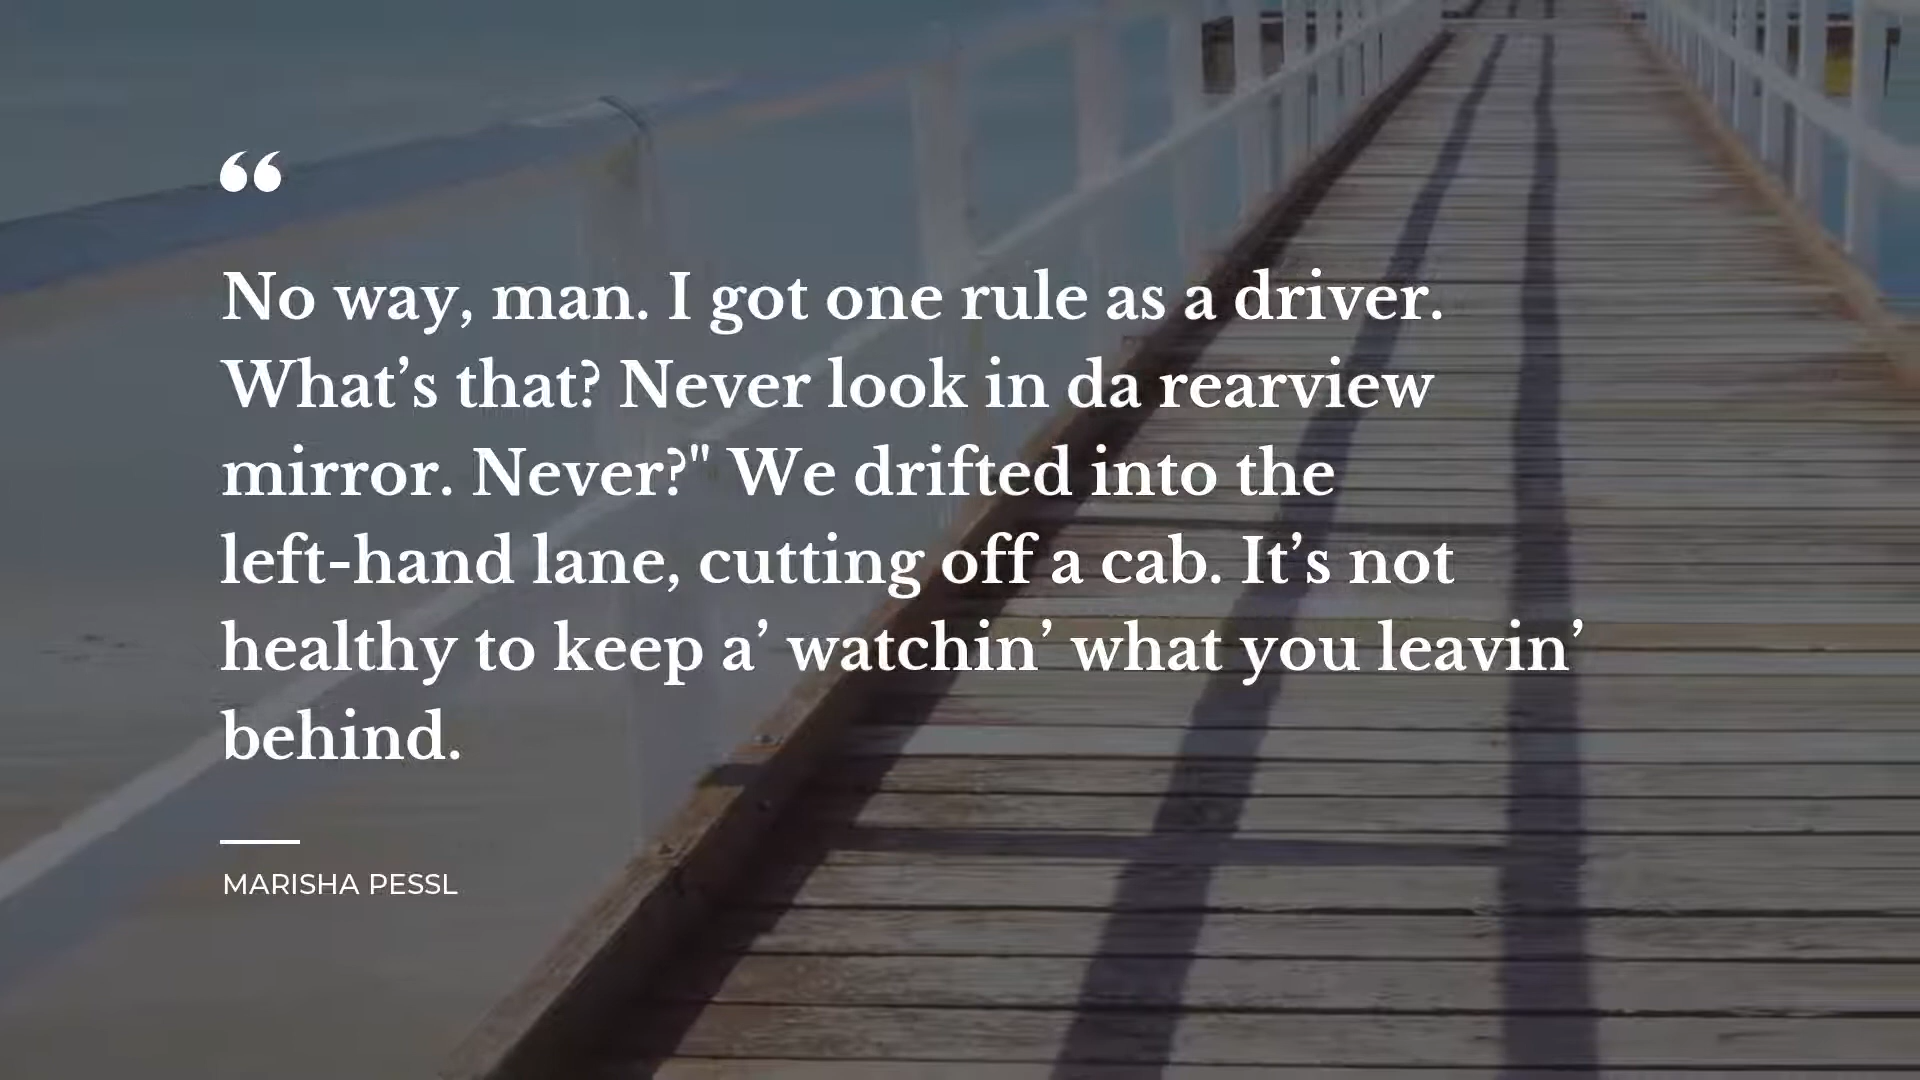 “
No way, man. I got one rule as a driver.
What’s that? Never look in da rearview
mirror. Never?" We drifted into the
left-hand lane, cutting off a cab. It’s not
healthy to keep a’ watchin’ what you leavin’
behind.
MARISHA PESSL